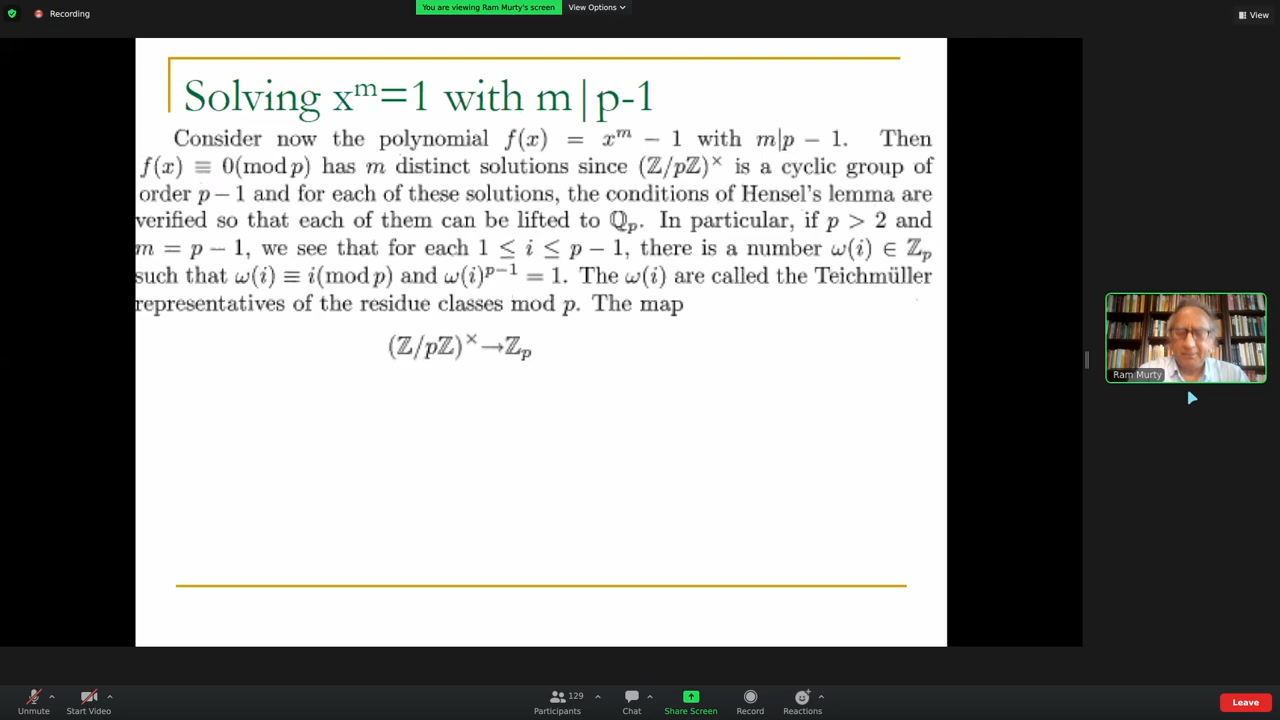 Recording
You are viewing Ram Murty's screen
View Options
View
Solving xᵐ=1 with m|p-1
Consider now the polynomial f(x) = xᵐ − 1 with m|p − 1. Then
f(x) ≡ 0(mod p) has m distinct solutions since (ℤ/pℤ)ˣ is a cyclic group of
order p − 1 and for each of these solutions, the conditions of Hensel's lemma are
verified so that each of them can be lifted to ℚₚ. In particular, if p > 2 and
m = p − 1, we see that for each 1 ≤ i ≤ p − 1, there is a number ω(i) ∈ ℤₚ
such that ω(i) ≡ i(mod p) and ω(i)ᵖ⁻¹ = 1. The ω(i) are called the Teichmüller
representatives of the residue classes mod p. The map
(ℤ/pℤ)ˣ→ℤₚ
Ram Murty
Unmute
Start Video
Participants
129
Chat
Share Screen
Record
Reactions
Leave